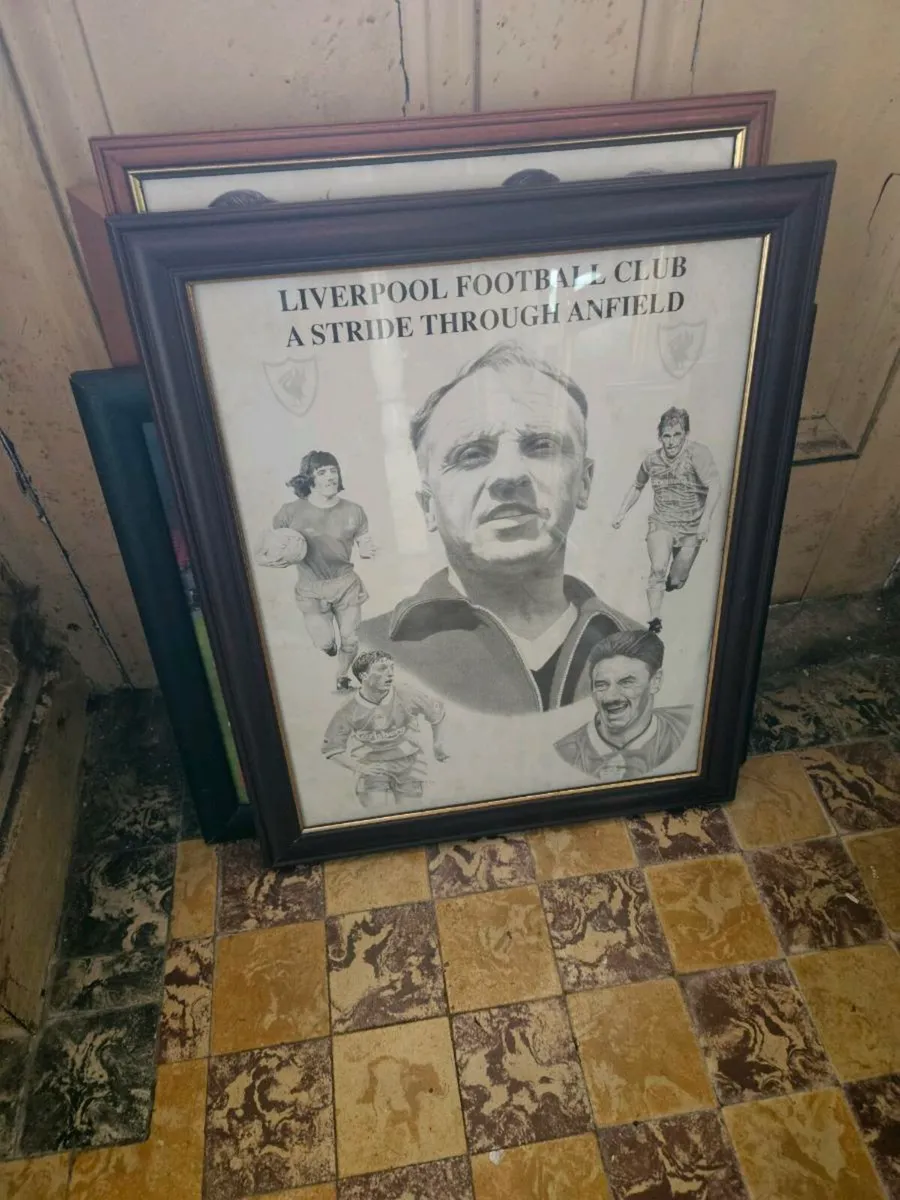 LIVERPOOL FOOTBALL CLUB
A STRIDE THROUGH ANFIELD